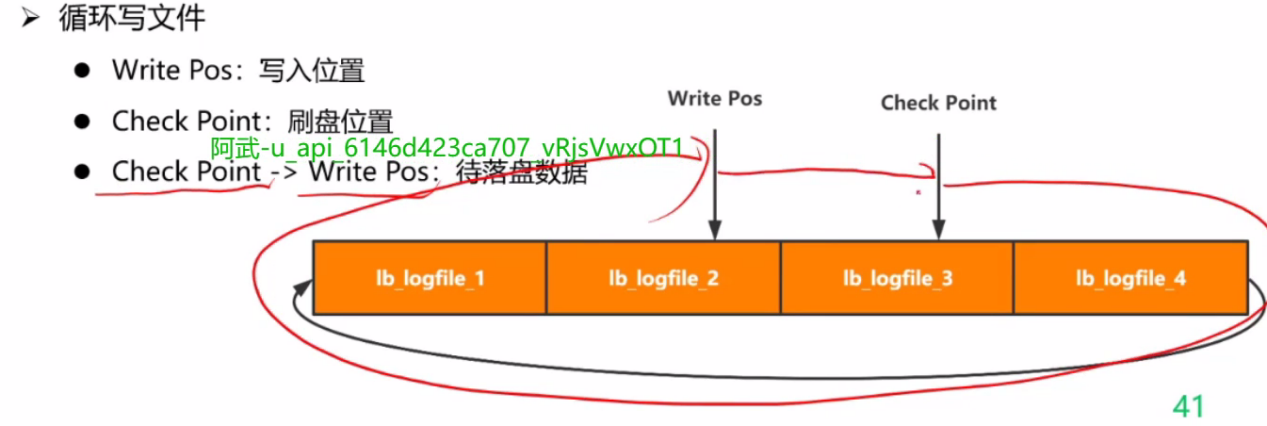 循环写文件
Write Pos：写入位置
Check Point：刷盘位置
阿武-u_api_6146d423ca707_vRjsVwxOT1
Check Point -> Write Pos：待落盘数据
Write Pos
Check Point
lb_logfile_1
lb_logfile_2
lb_logfile_3
lb_logfile_4
41